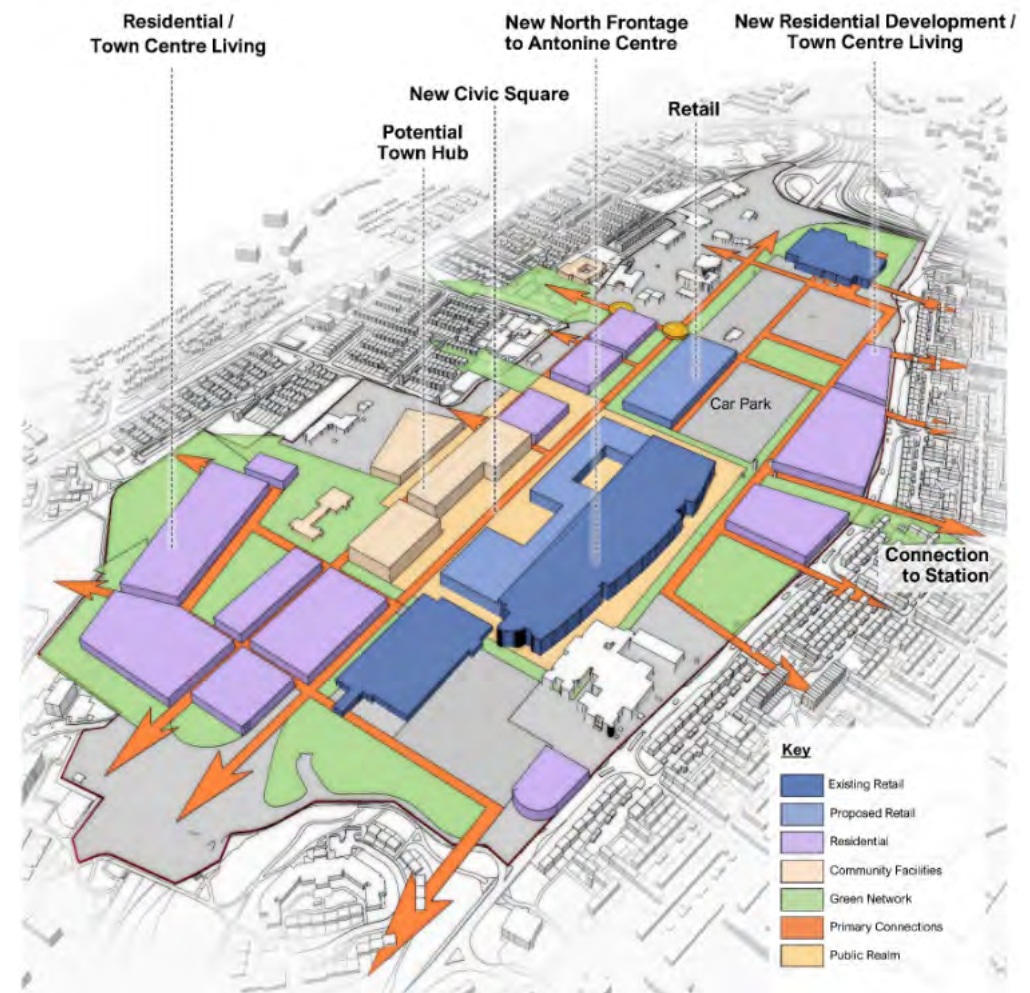 Residential /
Town Centre Living
New North Frontage
to Antonine Centre
New Residential Development /
Town Centre Living
New Civic Square
Retail
Potential
Town Hub
Car Park
Connection
to Station
Key
Existing Retail
Proposed Retail
Residential
Community Facilities
Green Network
Primary Connections
Public Realm